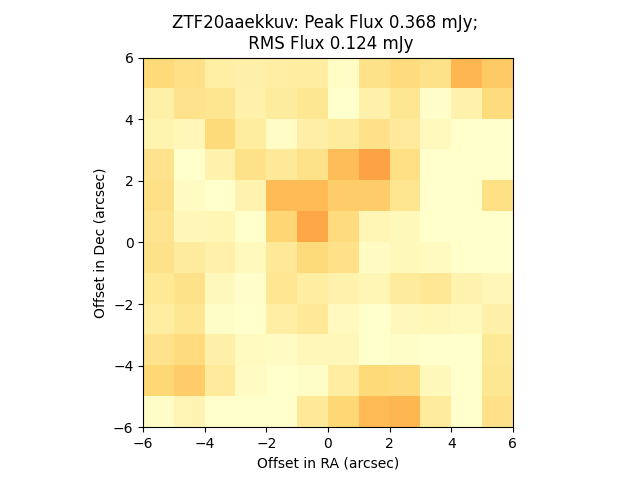 ZTF20aaekkuv: Peak Flux 0.368 mJy;
RMS Flux 0.124 mJy
6
4
2
0
−2
−4
−6
Offset in Dec (arcsec)
−6 −4 −2 0 2 4 6
Offset in RA (arcsec)